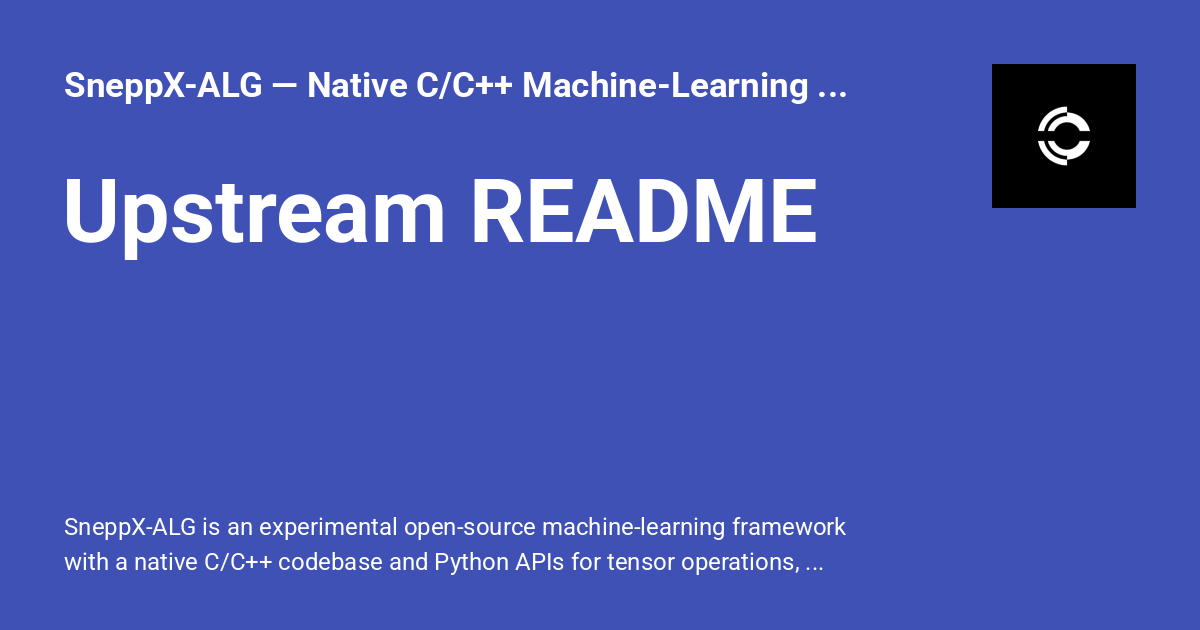 SneppX-ALG — Native C/C++ Machine-Learning ...
Upstream README
SneppX-ALG is an experimental open-source machine-learning framework
with a native C/C++ codebase and Python APIs for tensor operations, ...